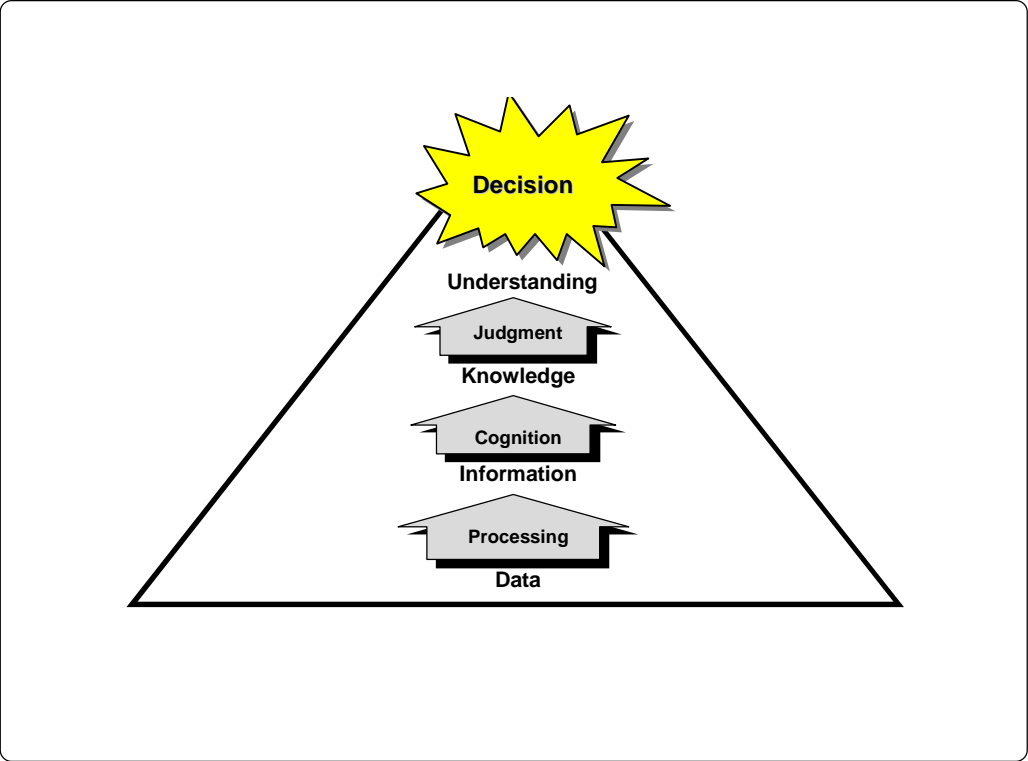 Decision
Understanding
Judgment
Knowledge
Cognition
Information
Processing
Data